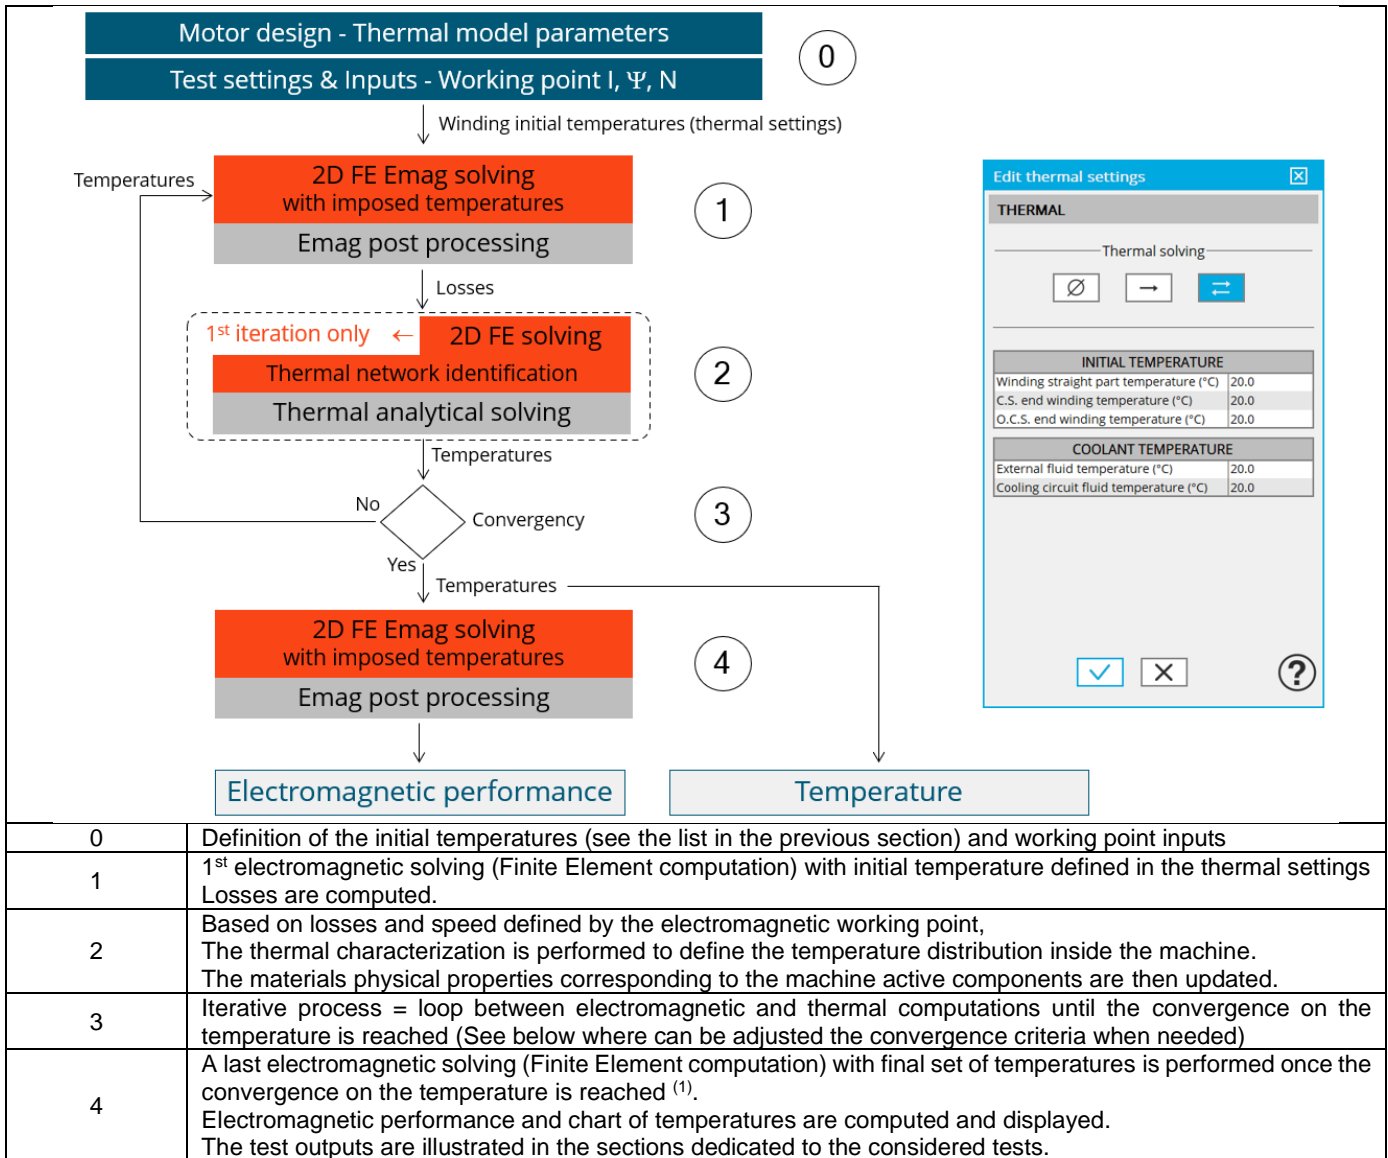 Motor design - Thermal model parameters
0
Test settings & Inputs - Working point I, Ψ, N
Winding initial temperatures (thermal settings)
Temperatures
2D FE Emag solving
with imposed temperatures
1
Emag post processing
Losses
1st iteration only ←
2D FE solving
Thermal network identification
2
Thermal analytical solving
Temperatures
No
Convergency
3
Yes
Temperatures
2D FE Emag solving
with imposed temperatures
4
Emag post processing
Electromagnetic performance
Temperature
Edit thermal settings
THERMAL
Thermal solving
INITIAL TEMPERATURE
Winding straight part temperature (°C) 20.0
C.S. end winding temperature (°C) 20.0
O.C.S. end winding temperature (°C) 20.0
COOLANT TEMPERATURE
External fluid temperature (°C) 20.0
Cooling circuit fluid temperature (°C) 20.0
?
0 Definition of the initial temperatures (see the list in the previous section) and working point inputs
1 1st electromagnetic solving (Finite Element computation) with initial temperature defined in the thermal settings
Losses are computed.
2 Based on losses and speed defined by the electromagnetic working point,
The thermal characterization is performed to define the temperature distribution inside the machine.
The materials physical properties corresponding to the machine active components are then updated.
3 Iterative process = loop between electromagnetic and thermal computations until the convergence on the
temperature is reached (See below where can be adjusted the convergence criteria when needed)
4 A last electromagnetic solving (Finite Element computation) with final set of temperatures is performed once the
convergence on the temperature is reached (1).
Electromagnetic performance and chart of temperatures are computed and displayed.
The test outputs are illustrated in the sections dedicated to the considered tests.